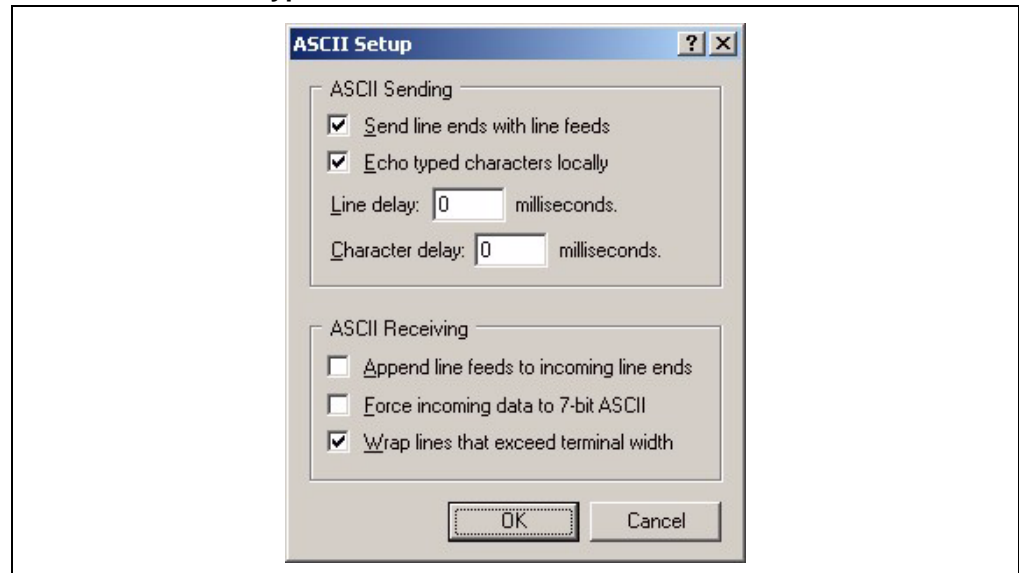 ASCII Setup
ASCII Sending
Send line ends with line feeds
Echo typed characters locally
Line delay: 0 milliseconds.
Character delay: 0 milliseconds.
ASCII Receiving
Append line feeds to incoming line ends
Force incoming data to 7-bit ASCII
Wrap lines that exceed terminal width
OK Cancel